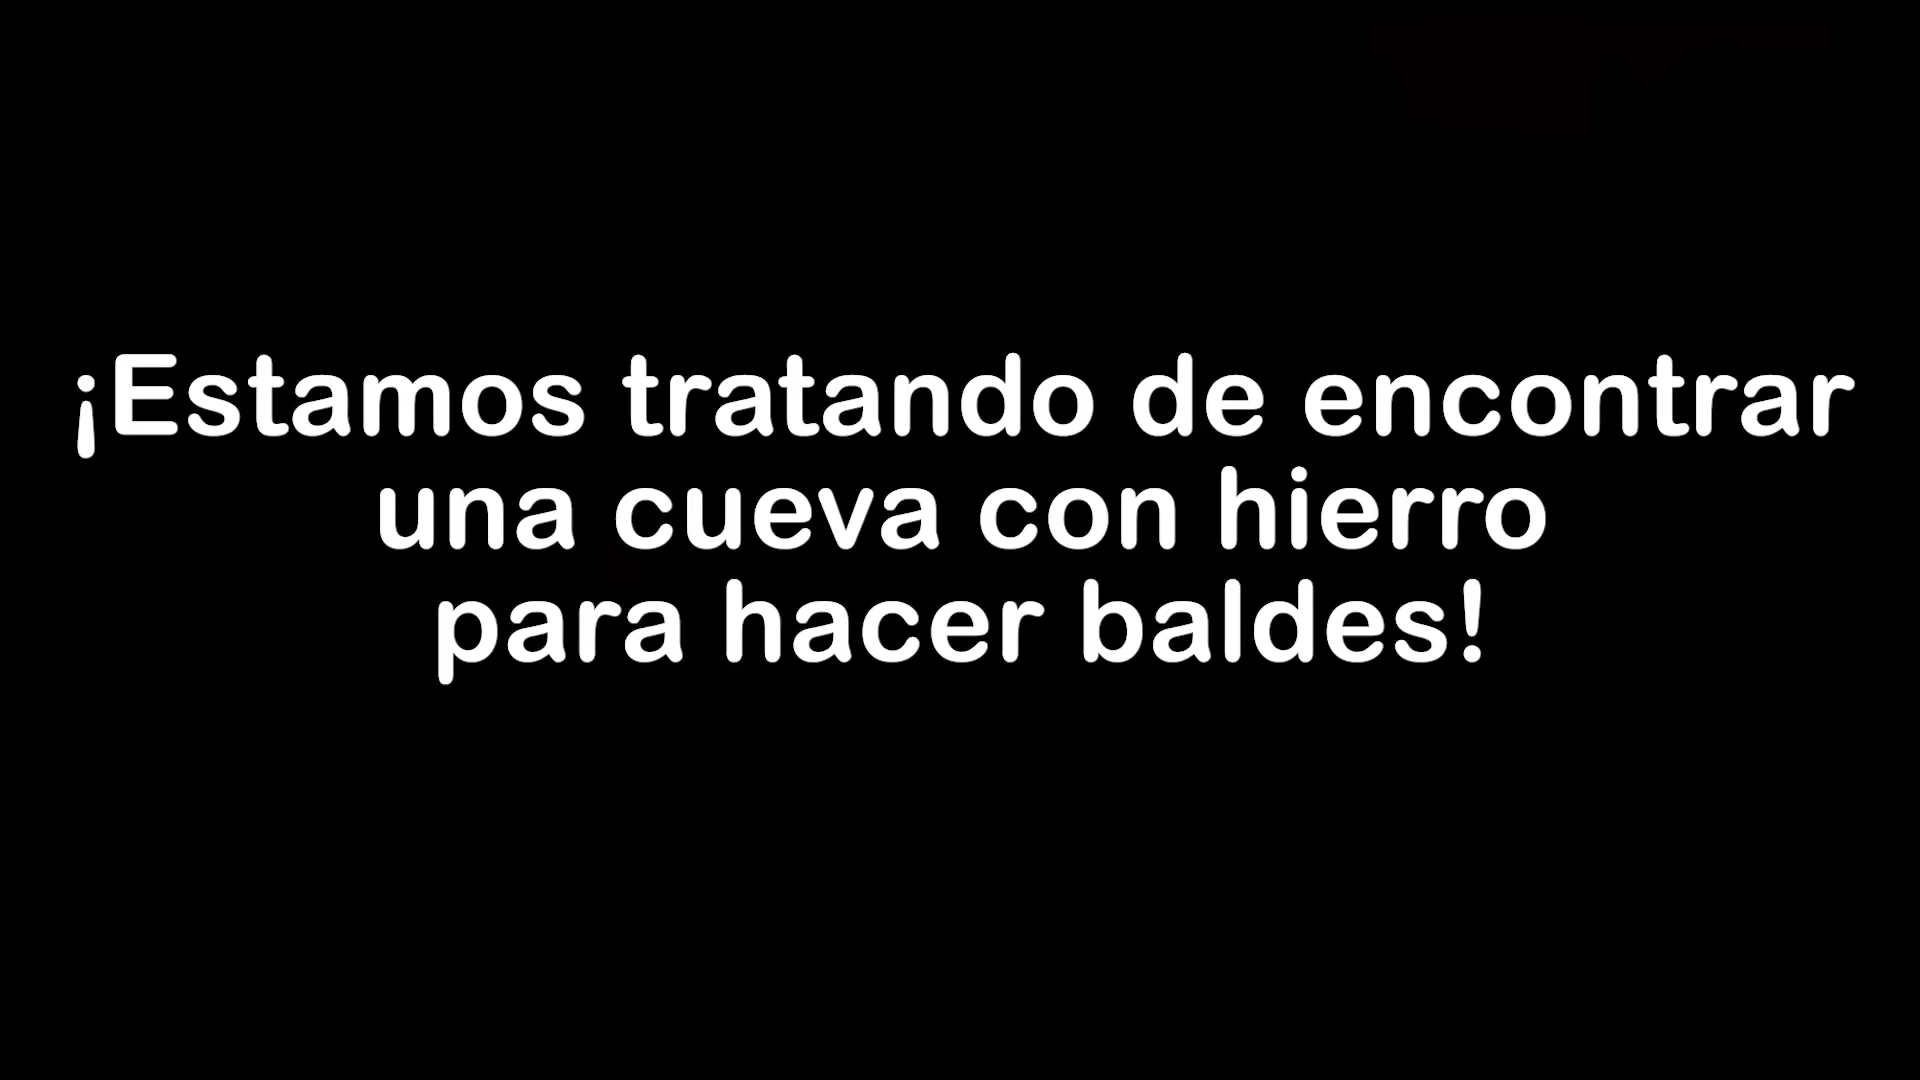 ¡Estamos tratando de encontrar
una cueva con hierro
para hacer baldes!